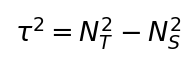 τ² = N_T² − N_S²